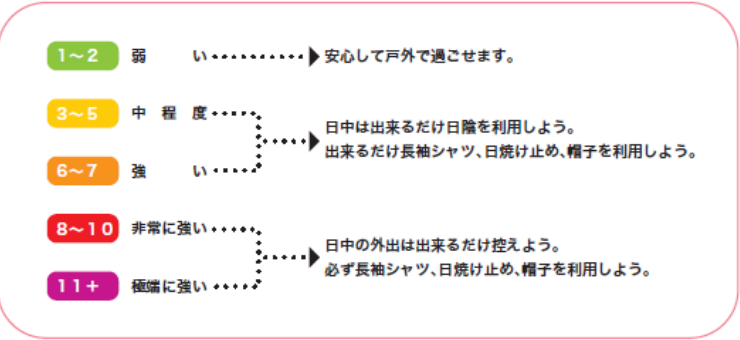 1～2 弱い 安心して戸外で過ごせます。
3～5 中程度
日中は出来るだけ日陰を利用しよう。
出来るだけ長袖シャツ、日焼け止め、帽子を利用しよう。
6～7 強い
8～10 非常に強い
日中の外出は出来るだけ控えよう。
必ず長袖シャツ、日焼け止め、帽子を利用しよう。
11+ 極端に強い